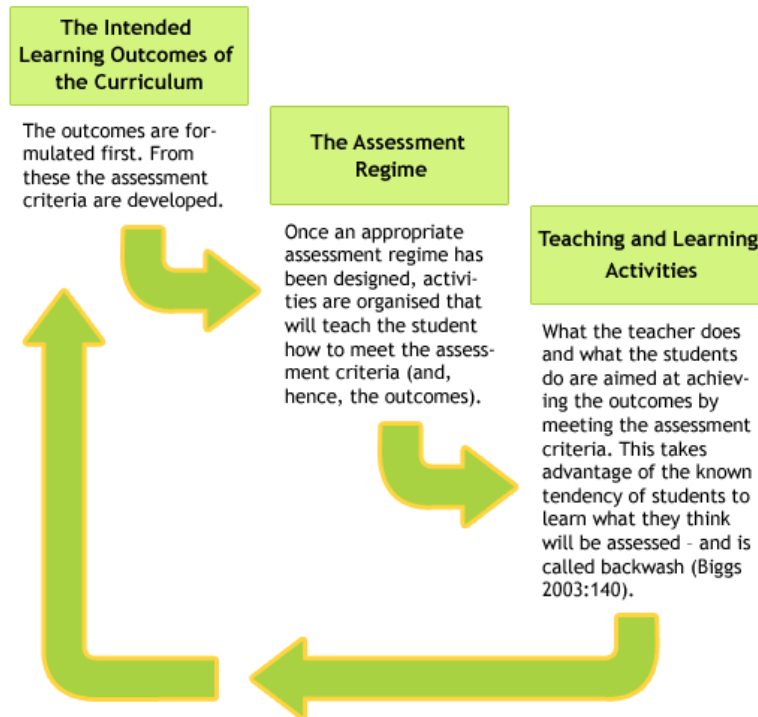 The Intended
Learning Outcomes of
the Curriculum
The outcomes are for-
mulated first. From
these the assessment
criteria are developed.
The Assessment
Regime
Once an appropriate
assessment regime has
been designed, activi-
ties are organised that
will teach the student
how to meet the assess-
ment criteria (and,
hence, the outcomes).
Teaching and Learning
Activities
What the teacher does
and what the students
do are aimed at achiev-
ing the outcomes by
meeting the assessment
criteria. This takes
advantage of the known
tendency of students to
learn what they think
will be assessed - and is
called backwash (Biggs
2003:140).